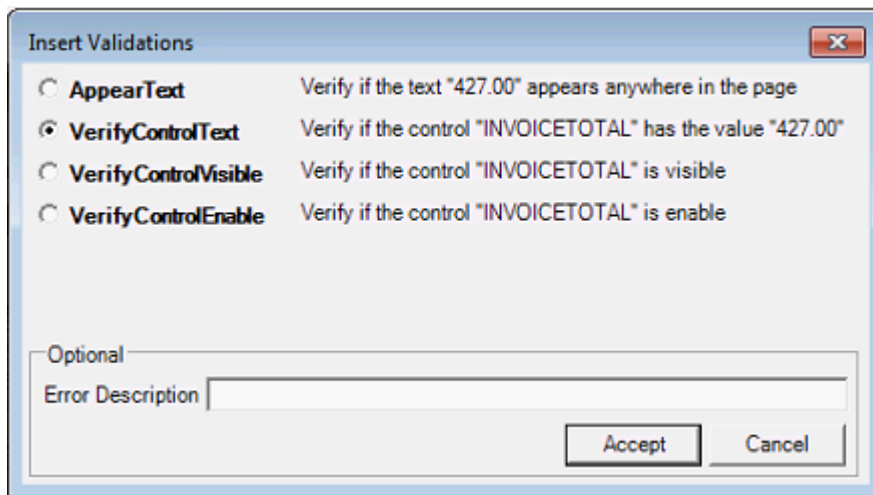 Insert Validations
AppearText Verify if the text "427.00" appears anywhere in the page
VerifyControlText Verify if the control "INVOICETOTAL" has the value "427.00"
VerifyControlVisible Verify if the control "INVOICETOTAL" is visible
VerifyControlEnable Verify if the control "INVOICETOTAL" is enable
Optional
Error Description
Accept Cancel